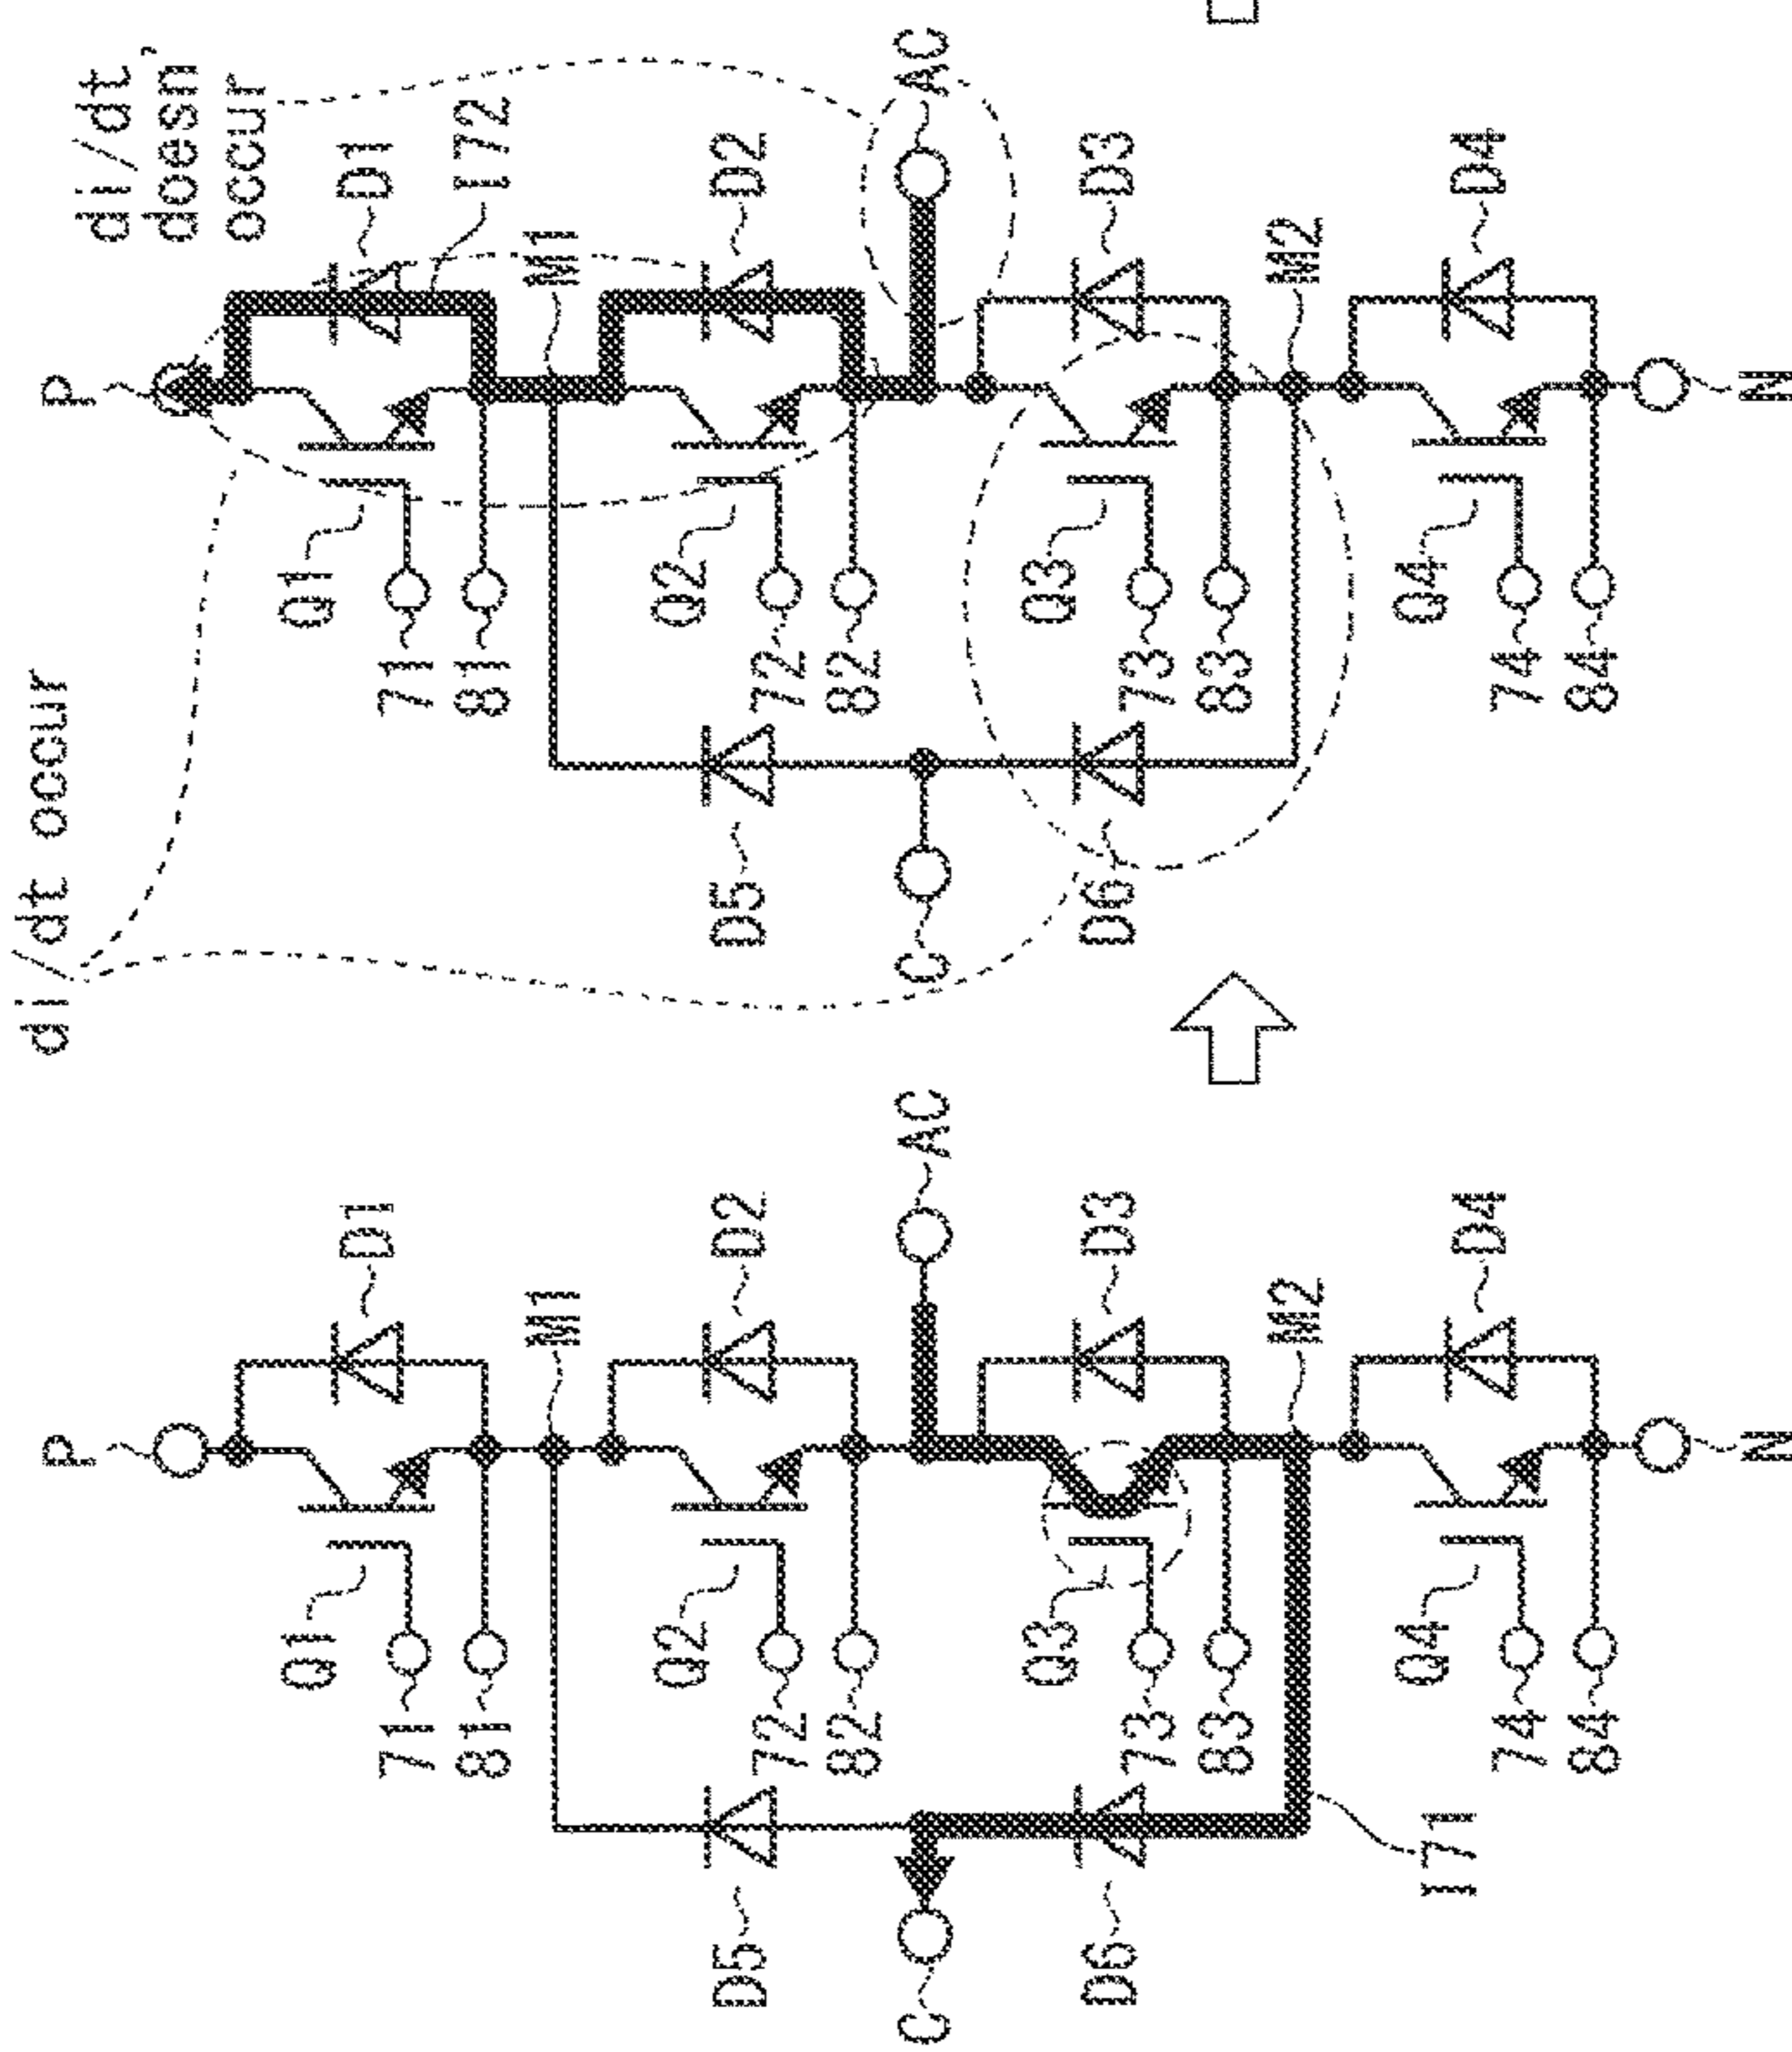 di/dt occur
di/dt
doesn'
occur
P
Q1
D1
I72
71
81
M1
Q2
D2
72
82
D5
C
AC
Q3
D3
73
83
D6
M2
Q4
D4
74
84
N
P
Q1
D1
71
81
M1
Q2
D2
72
82
D5
C
AC
Q3
D3
73
83
D6
M2
I71
Q4
D4
74
84
N